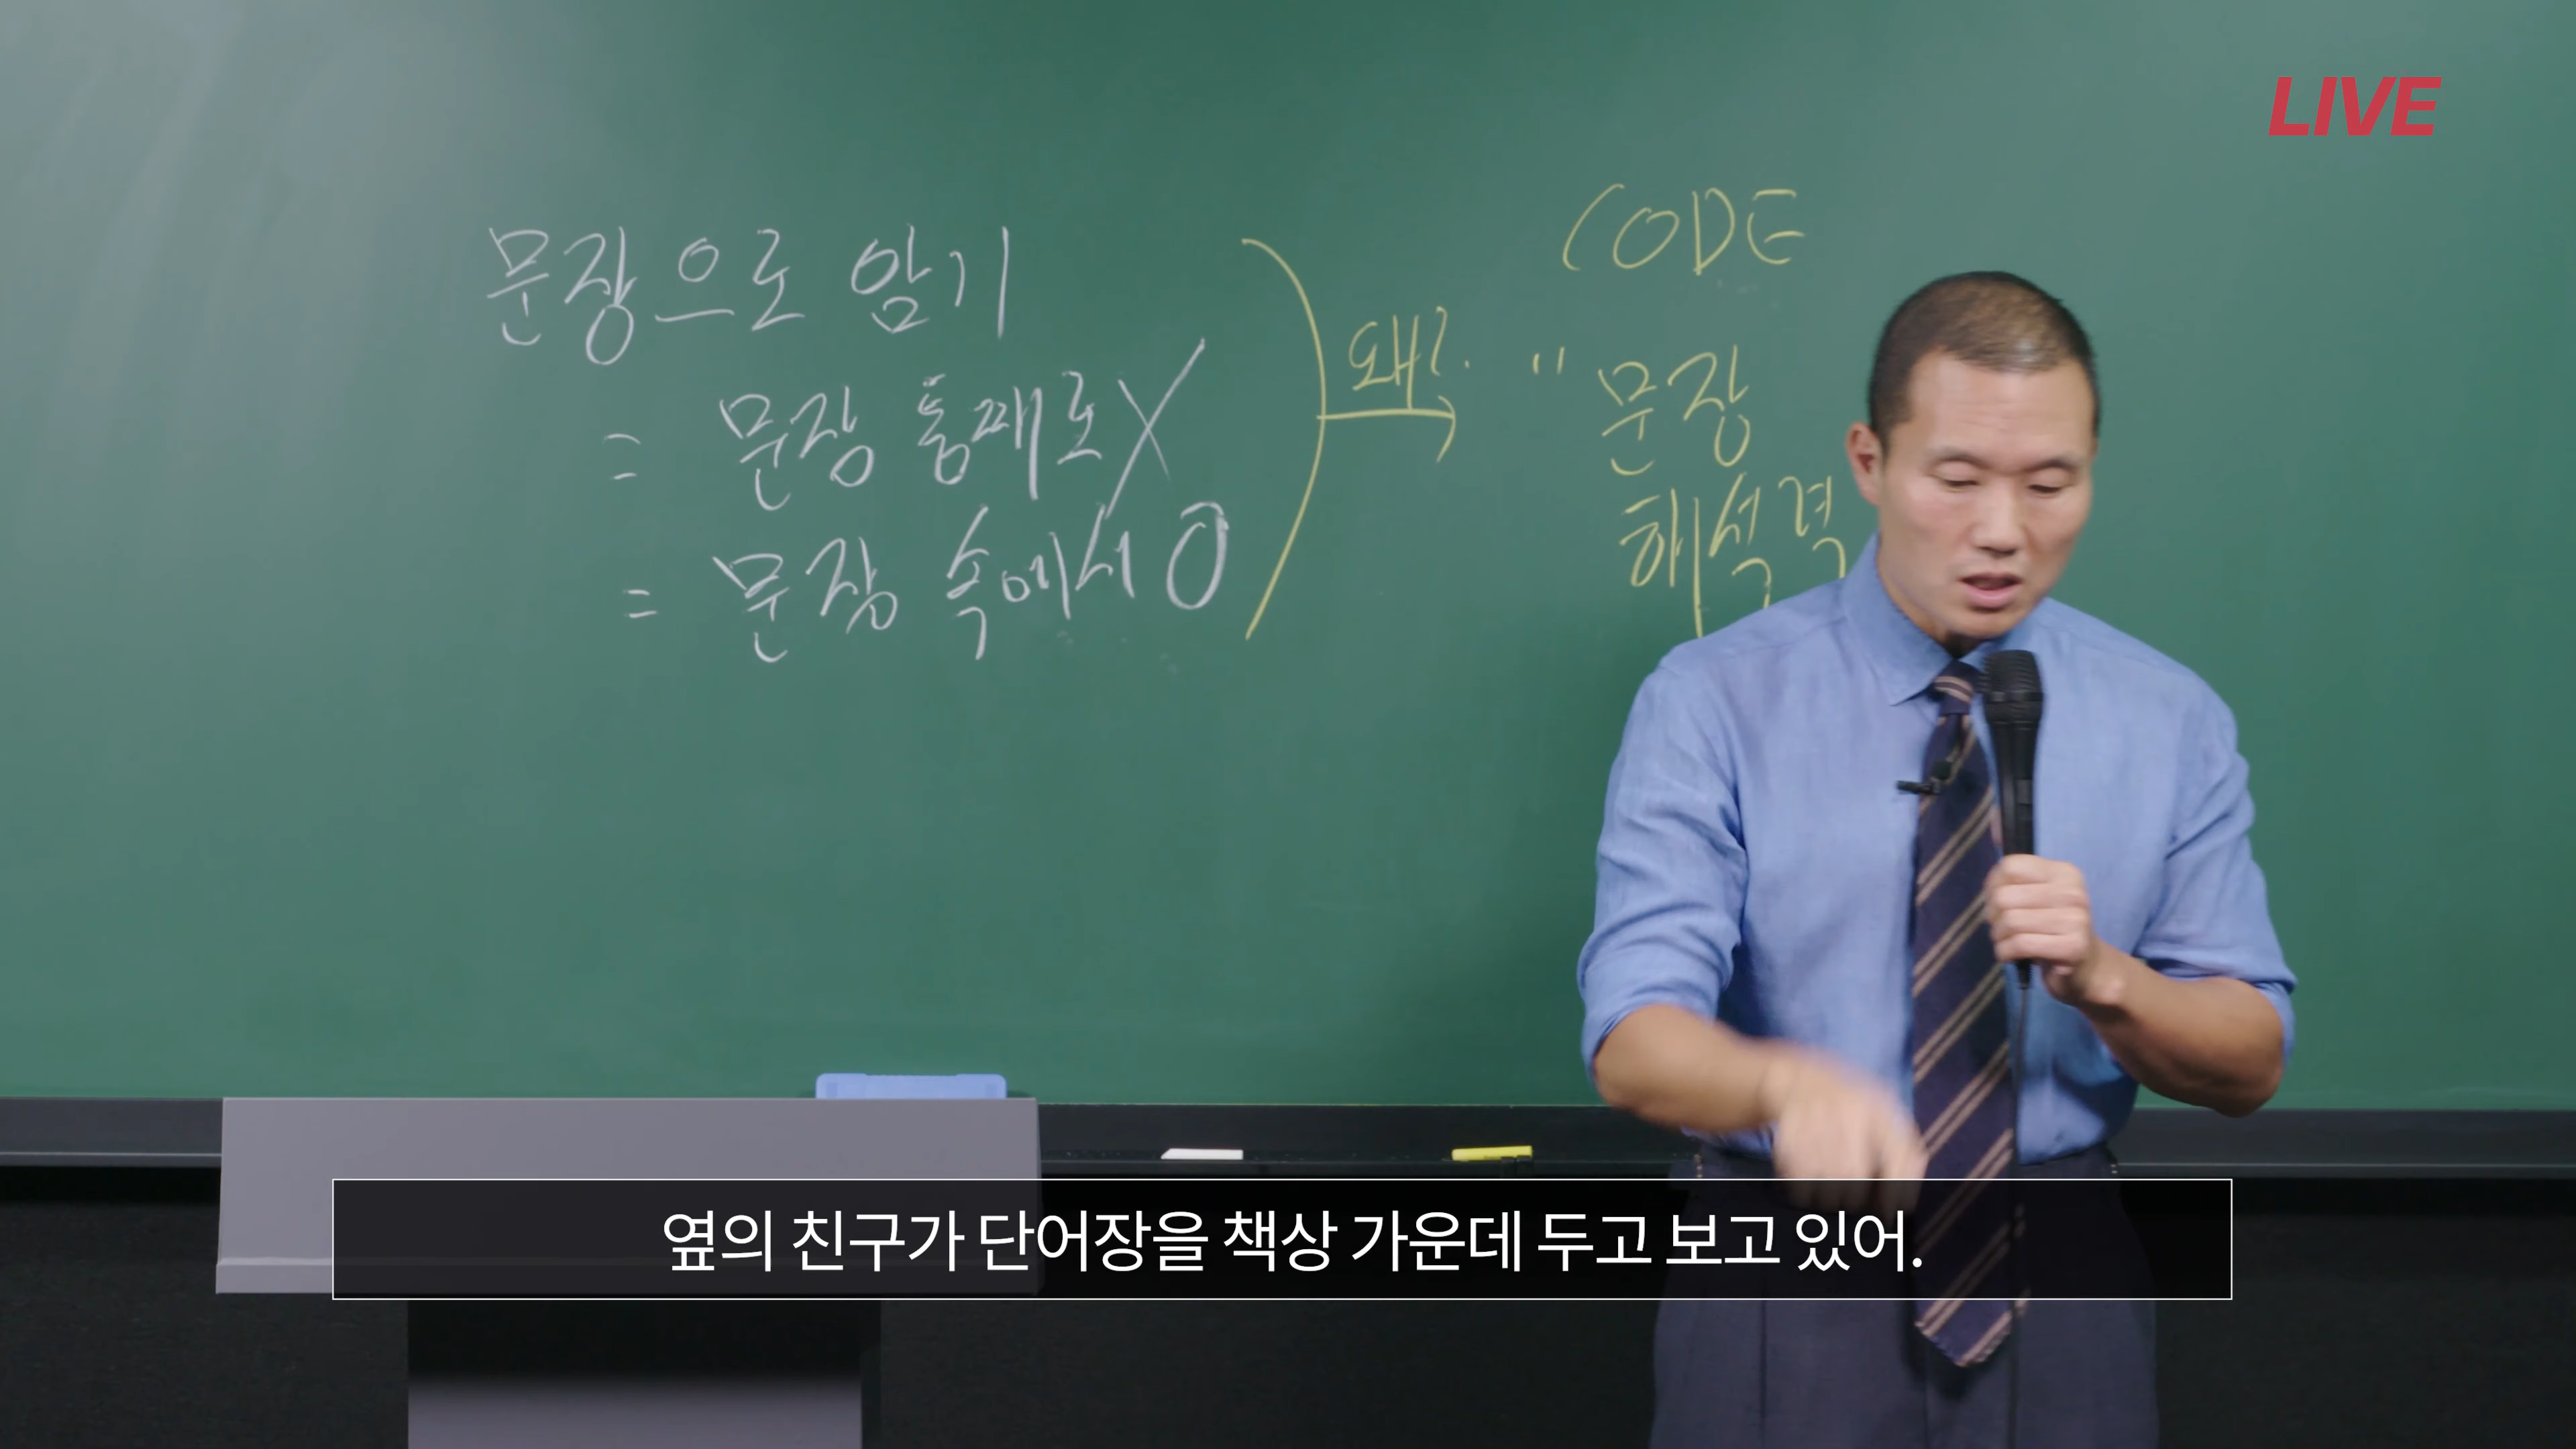 LIVE
문장으로 암기
= 문장 통째로 X
= 문장 속에서 O
왜?
CODE
" 문장
해석력
옆의 친구가 단어장을 책상 가운데 두고 보고 있어.